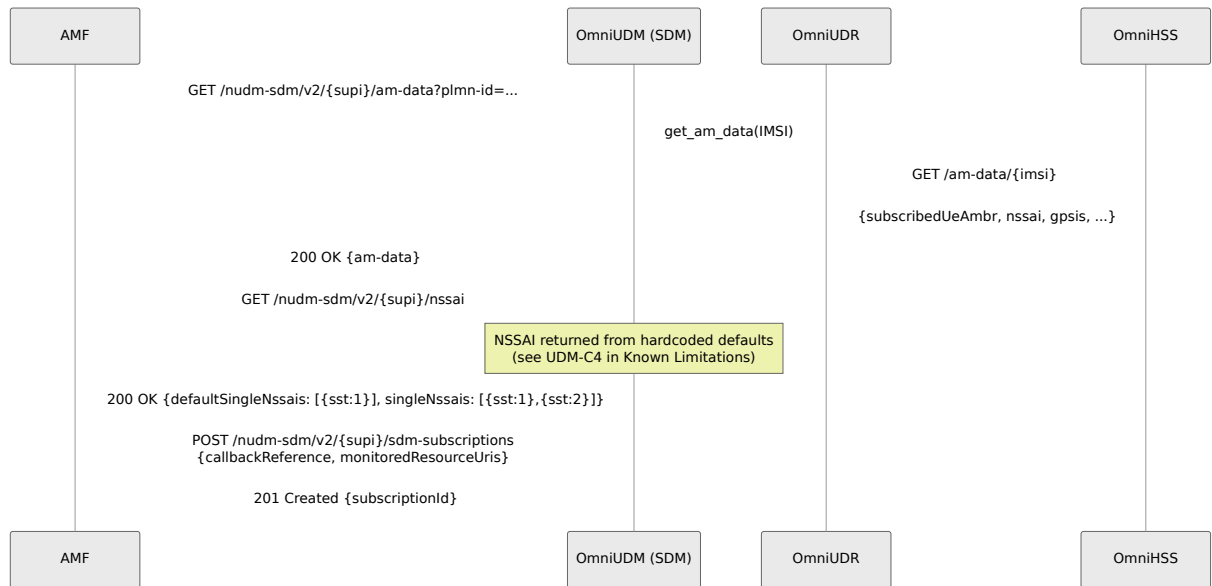 AMF
OmniUDM (SDM)
OmniUDR
OmniHSS
GET /nudm-sdm/v2/{supi}/am-data?plmn-id=...
get_am_data(IMSI)
GET /am-data/{imsi}
{subscribedUeAmbr, nssai, gpsis, ...}
200 OK {am-data}
GET /nudm-sdm/v2/{supi}/nssai
NSSAI returned from hardcoded defaults
(see UDM-C4 in Known Limitations)
200 OK {defaultSingleNssais: [{sst:1}], singleNssais: [{sst:1},{sst:2}]}
POST /nudm-sdm/v2/{supi}/sdm-subscriptions
{callbackReference, monitoredResourceUris}
201 Created {subscriptionId}
AMF
OmniUDM (SDM)
OmniUDR
OmniHSS